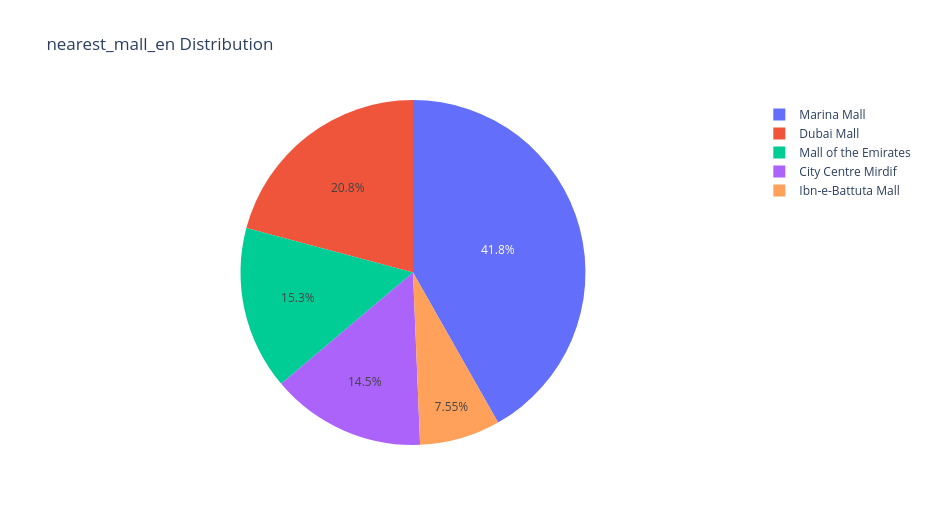 nearest_mall_en Distribution
Marina Mall
Dubai Mall
Mall of the Emirates
City Centre Mirdif
Ibn-e-Battuta Mall
20.8%
41.8%
15.3%
14.5%
7.55%